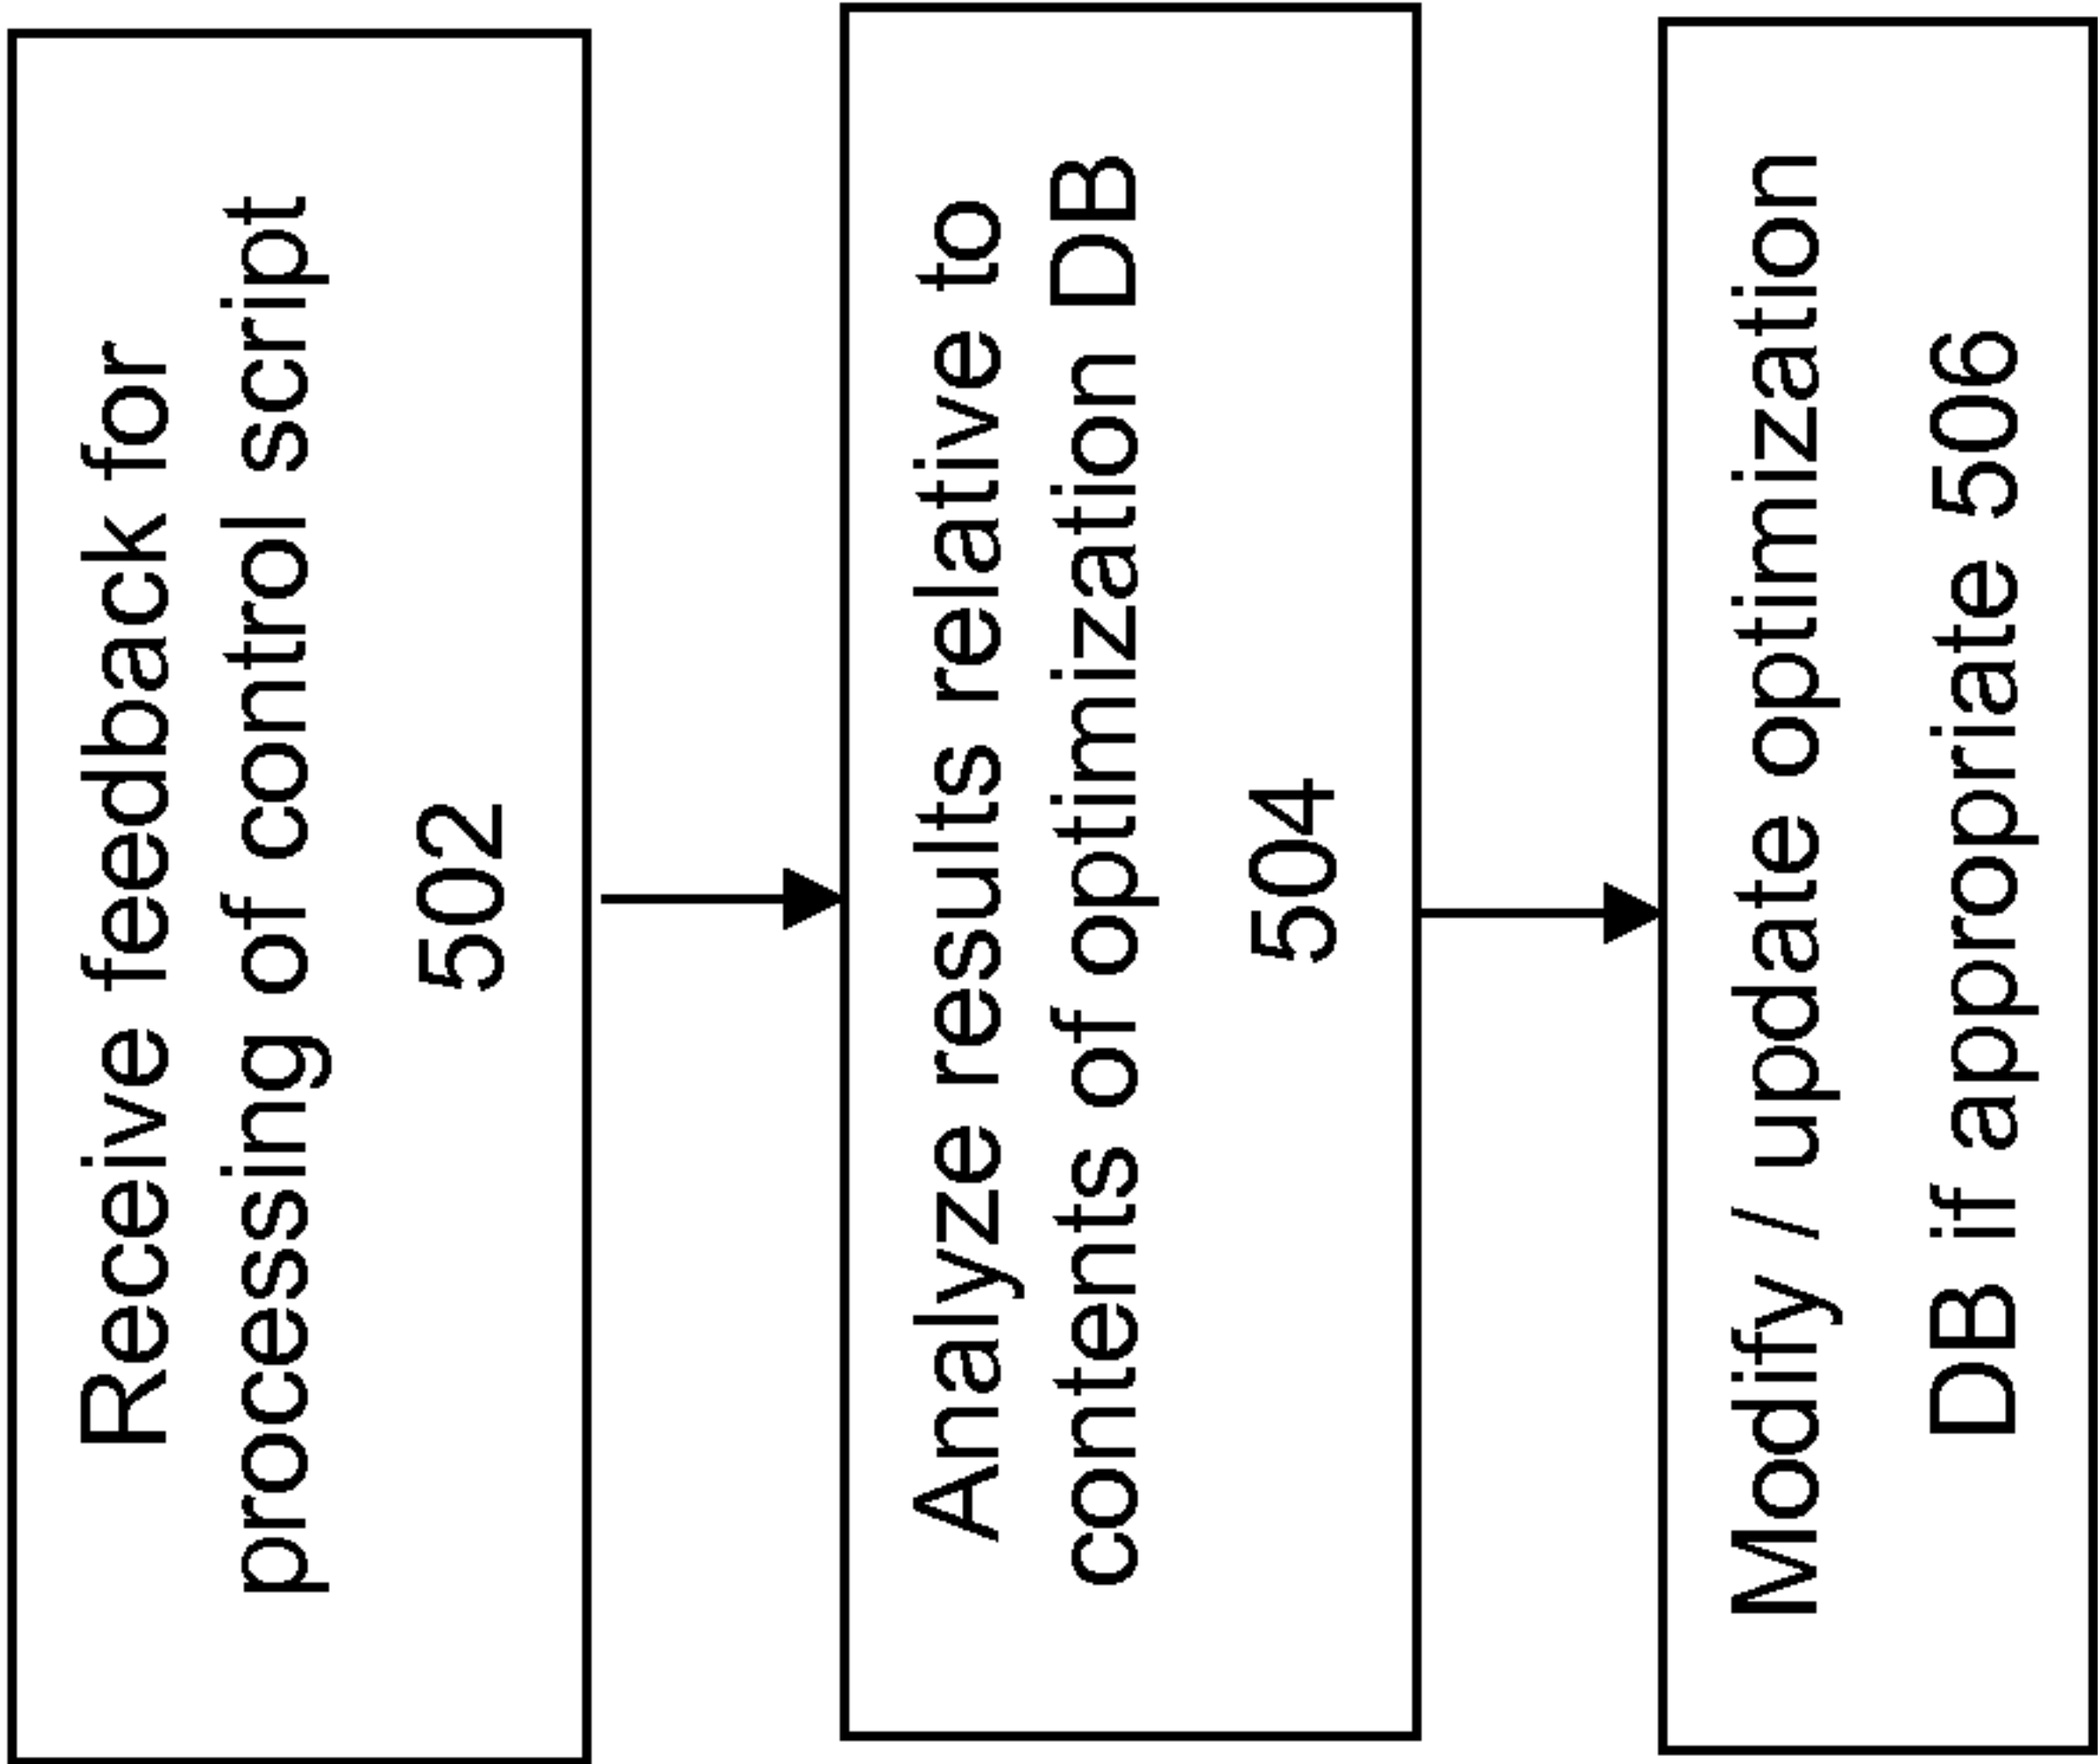 Receive feedback for
processing of control script
502
Analyze results relative to
contents of optimization DB
504
Modify / update optimization
DB if appropriate 506